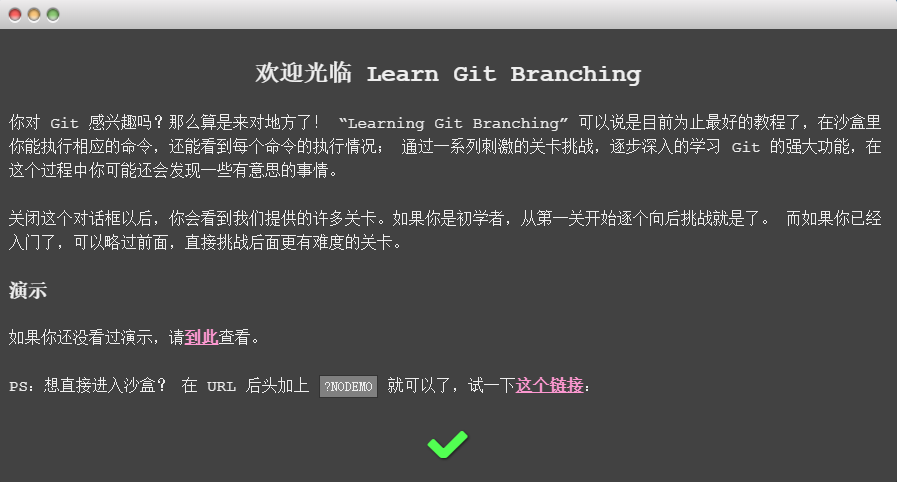 欢迎光临 Learn Git Branching
你对 Git 感兴趣吗？那么算是来对地方了！ “Learning Git Branching” 可以说是目前为止最好的教程了，在沙盒里
你能执行相应的命令，还能看到每个命令的执行情况； 通过一系列刺激的关卡挑战，逐步深入的学习 Git 的强大功能，在
这个过程中你可能还会发现一些有意思的事情。
关闭这个对话框以后，你会看到我们提供的许多关卡。如果你是初学者，从第一关开始逐个向后挑战就是了。 而如果你已经
入门了，可以略过前面，直接挑战后面更有难度的关卡。
演示
如果你还没看过演示，请到此查看。
PS：想直接进入沙盒？ 在 URL 后头加上 ?NODEMO 就可以了，试一下这个链接：